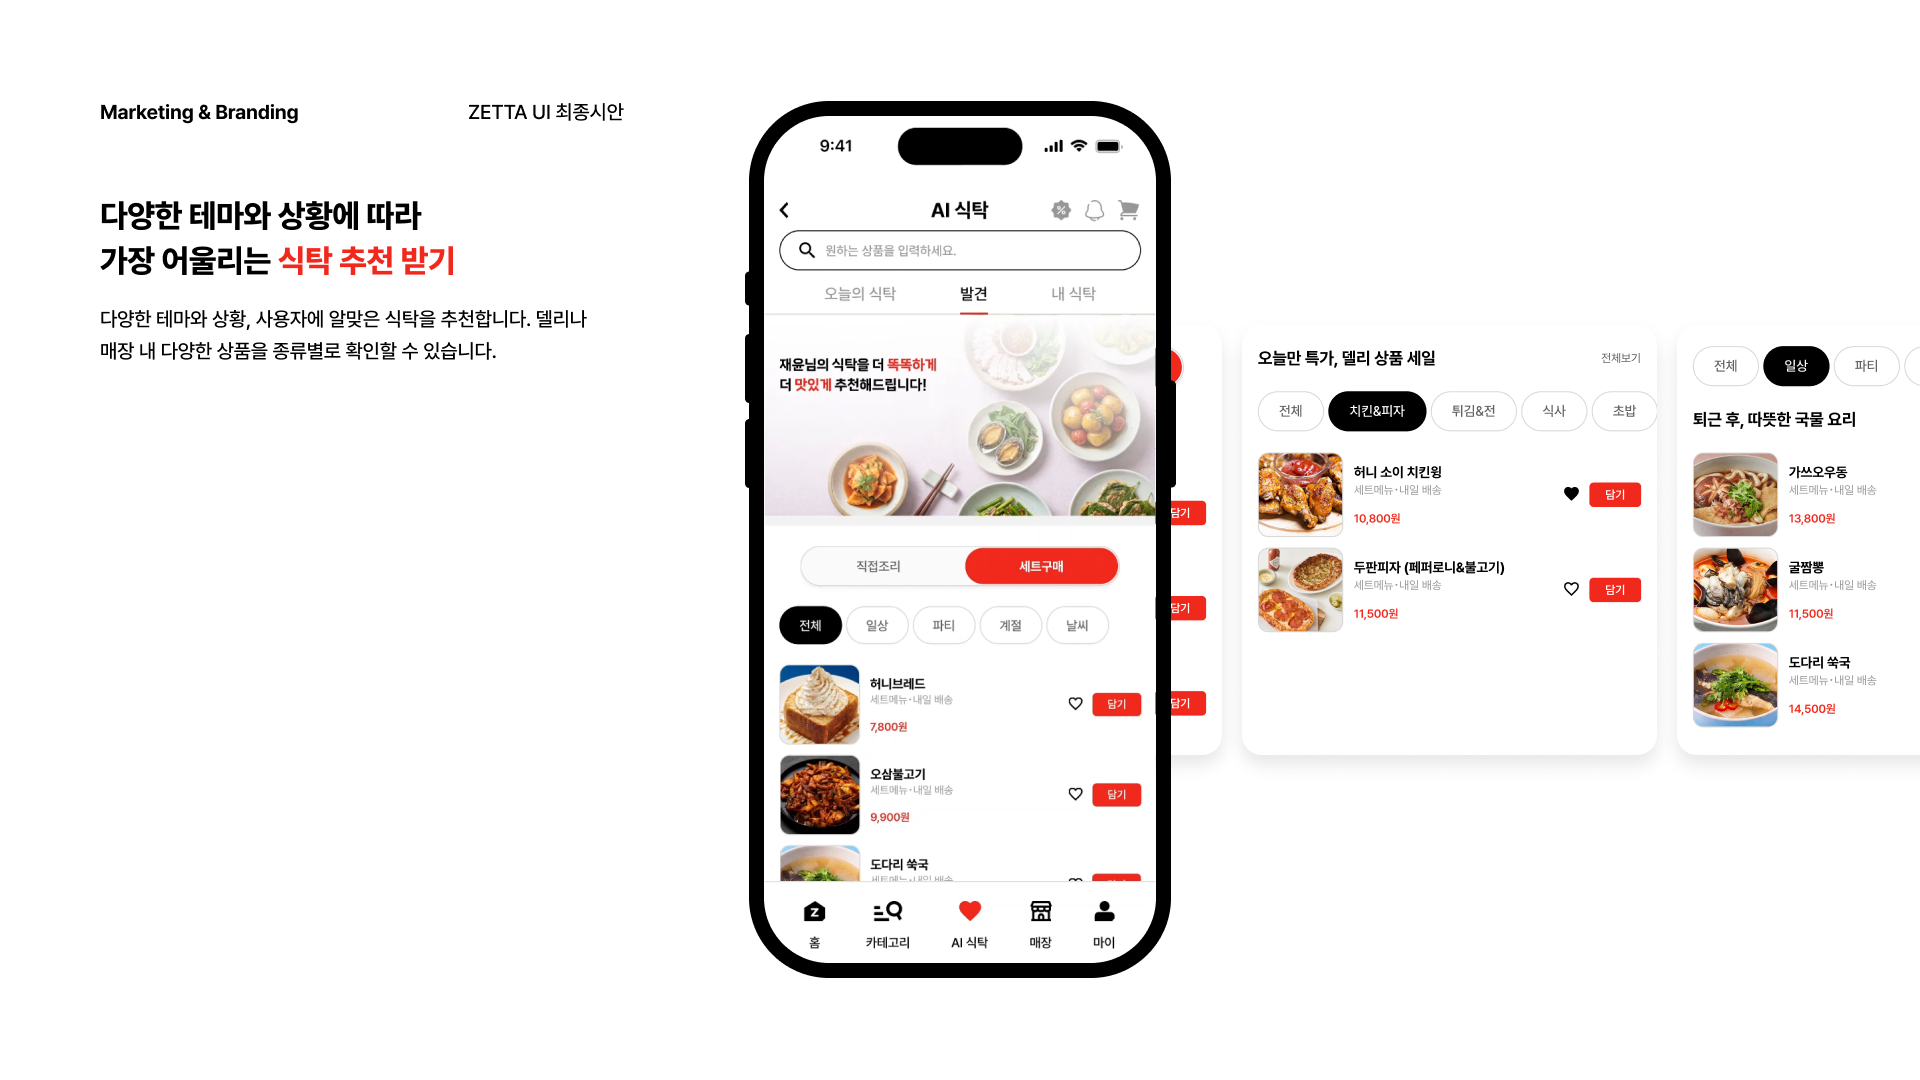 Marketing & Branding
ZETTA UI 최종시안
다양한 테마와 상황에 따라
가장 어울리는 식탁 추천 받기
다양한 테마와 상황, 사용자에 알맞은 식탁을 추천합니다. 델리나
매장 내 다양한 상품을 종류별로 확인할 수 있습니다.
9:41
AI 식탁
원하는 상품을 입력하세요.
오늘의 식탁
발견
내 식탁
재윤님의 식탁을 더 똑똑하게
더 맛있게 추천해드립니다!
직접조리
세트구매
전체
일상
파티
계절
날씨
허니브레드
세트메뉴·내일 배송
7,800원
담기
오삼불고기
세트메뉴·내일 배송
9,900원
담기
도다리 쑥국
세트메뉴·내일 배송
홈
카테고리
AI 식탁
매장
마이
담기
담기
담기
오늘만 특가, 델리 상품 세일
전체보기
전체
치킨&피자
튀김&전
식사
초밥
허니 소이 치킨윙
세트메뉴·내일 배송
10,800원
담기
두판피자 (페퍼로니&불고기)
세트메뉴·내일 배송
11,500원
담기
전체
일상
파티
퇴근 후, 따뜻한 국물 요리
가쓰오우동
세트메뉴·내일 배송
13,800원
굴짬뽕
세트메뉴·내일 배송
11,500원
도다리 쑥국
세트메뉴·내일 배송
14,500원